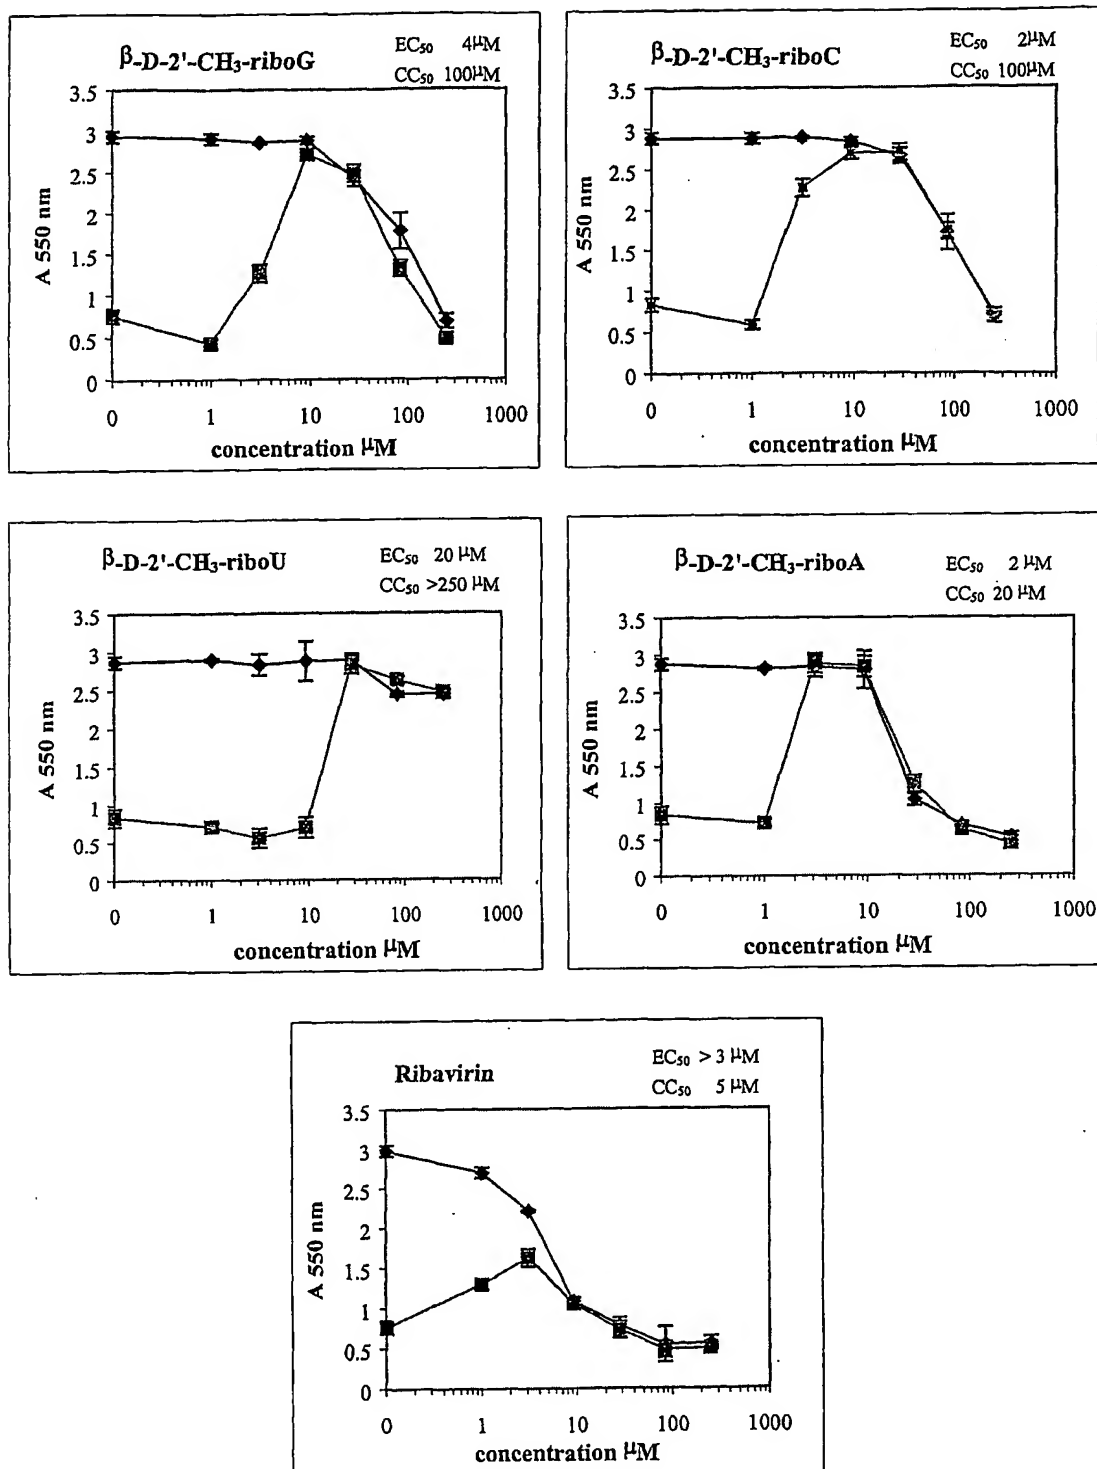 β-D-2'-CH₃-riboG
EC₅₀ 4μM
CC₅₀ 100μM
3.5
3
2.5
2
1.5
1
0.5
0
A 550 nm
0 1 10 100 1000
concentration μM
β-D-2'-CH₃-riboC
EC₅₀ 2μM
CC₅₀ 100μM
3.5
3
2.5
2
1.5
1
0.5
0
A 550 nm
0 1 10 100 1000
concentration μM
β-D-2'-CH₃-riboU
EC₅₀ 20 μM
CC₅₀ >250 μM
3.5
3
2.5
2
1.5
1
0.5
0
A 550 nm
0 1 10 100 1000
concentration μM
β-D-2'-CH₃-riboA
EC₅₀ 2 μM
CC₅₀ 20 μM
3.5
3
2.5
2
1.5
1
0.5
0
A 550 nm
0 1 10 100 1000
concentration μM
Ribavirin
EC₅₀ > 3 μM
CC₅₀ 5 μM
3.5
3
2.5
2
1.5
1
0.5
0
A 550 nm
0 1 10 100 1000
concentration μM